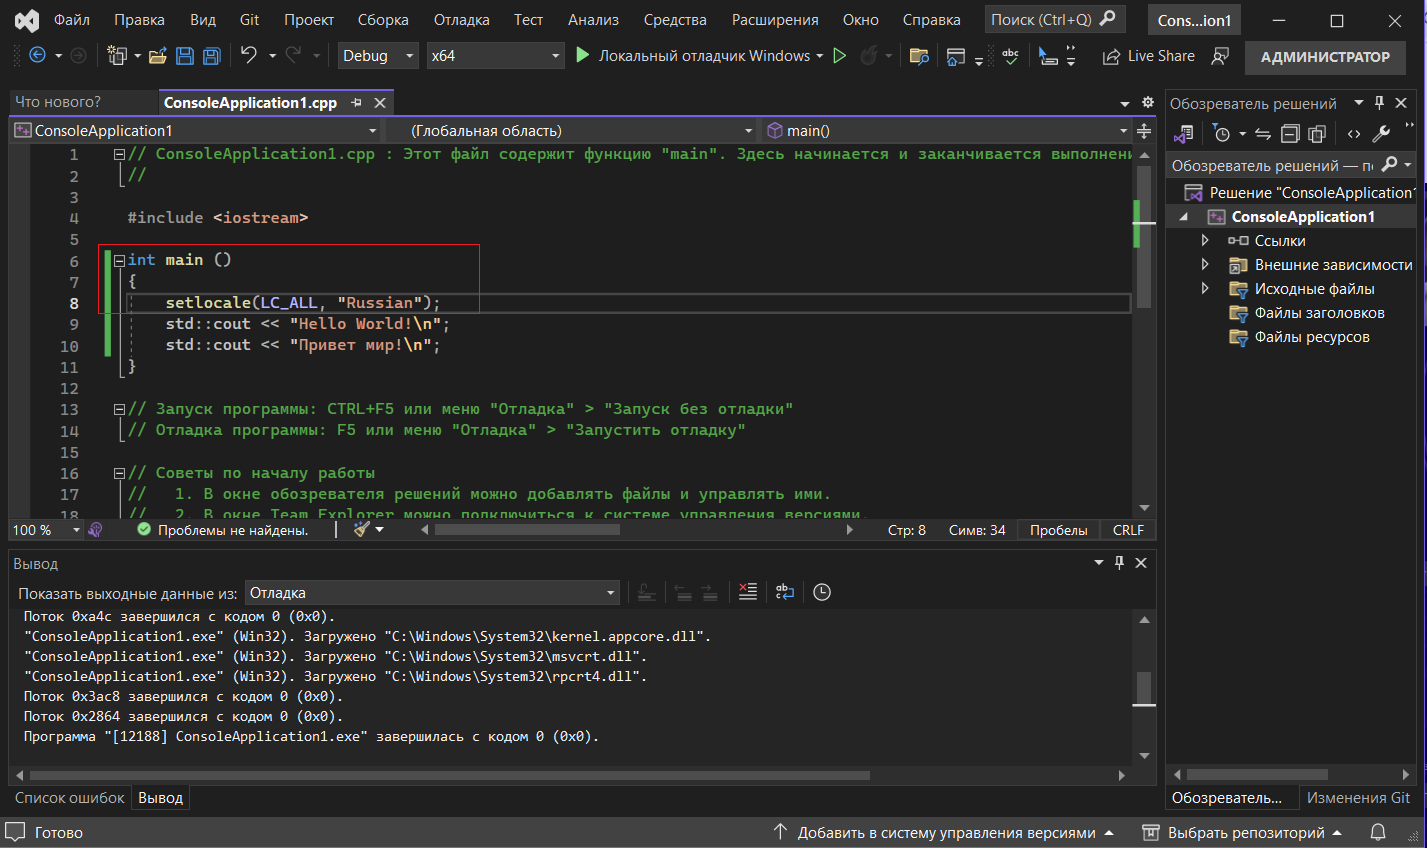 Файл Правка Вид Git Проект Сборка Отладка Тест Анализ Средства Расширения Окно Справка Поиск (Ctrl+Q) Cons...ion1
Debug x64 Локальный отладчик Windows Live Share АДМИНИСТРАТОР
Что нового? ConsoleApplication1.cpp
ConsoleApplication1 (Глобальная область) main()
1 // ConsoleApplication1.cpp : Этот файл содержит функцию "main". Здесь начинается и заканчивается выполнени
2 //
3
4 #include <iostream>
5
6 int main ()
7 {
8 setlocale(LC_ALL, "Russian");
9 std::cout << "Hello World!\n";
10 std::cout << "Привет мир!\n";
11 }
12
13 // Запуск программы: CTRL+F5 или меню "Отладка" > "Запуск без отладки"
14 // Отладка программы: F5 или меню "Отладка" > "Запустить отладку"
15
16 // Советы по началу работы
17 // 1. В окне обозревателя решений можно добавлять файлы и управлять ими.
18 // 2. В окне Team Explorer можно подключиться к системе управления версиями.
100 % Проблемы не найдены. Стр: 8 Симв: 34 Пробелы CRLF
Вывод
Показать выходные данные из: Отладка
Поток 0xa4c завершился с кодом 0 (0x0).
"ConsoleApplication1.exe" (Win32). Загружено "C:\Windows\System32\kernel.appcore.dll".
"ConsoleApplication1.exe" (Win32). Загружено "C:\Windows\System32\msvcrt.dll".
"ConsoleApplication1.exe" (Win32). Загружено "C:\Windows\System32\rpcrt4.dll".
Поток 0x3ac8 завершился с кодом 0 (0x0).
Поток 0x2864 завершился с кодом 0 (0x0).
Программа "[12188] ConsoleApplication1.exe" завершилась с кодом 0 (0x0).
Список ошибок Вывод
Обозреватель решений
Обозреватель решений — по
Решение "ConsoleApplication1
ConsoleApplication1
Ссылки
Внешние зависимости
Исходные файлы
Файлы заголовков
Файлы ресурсов
Обозреватель... Изменения Git
Готово Добавить в систему управления версиями Выбрать репозиторий